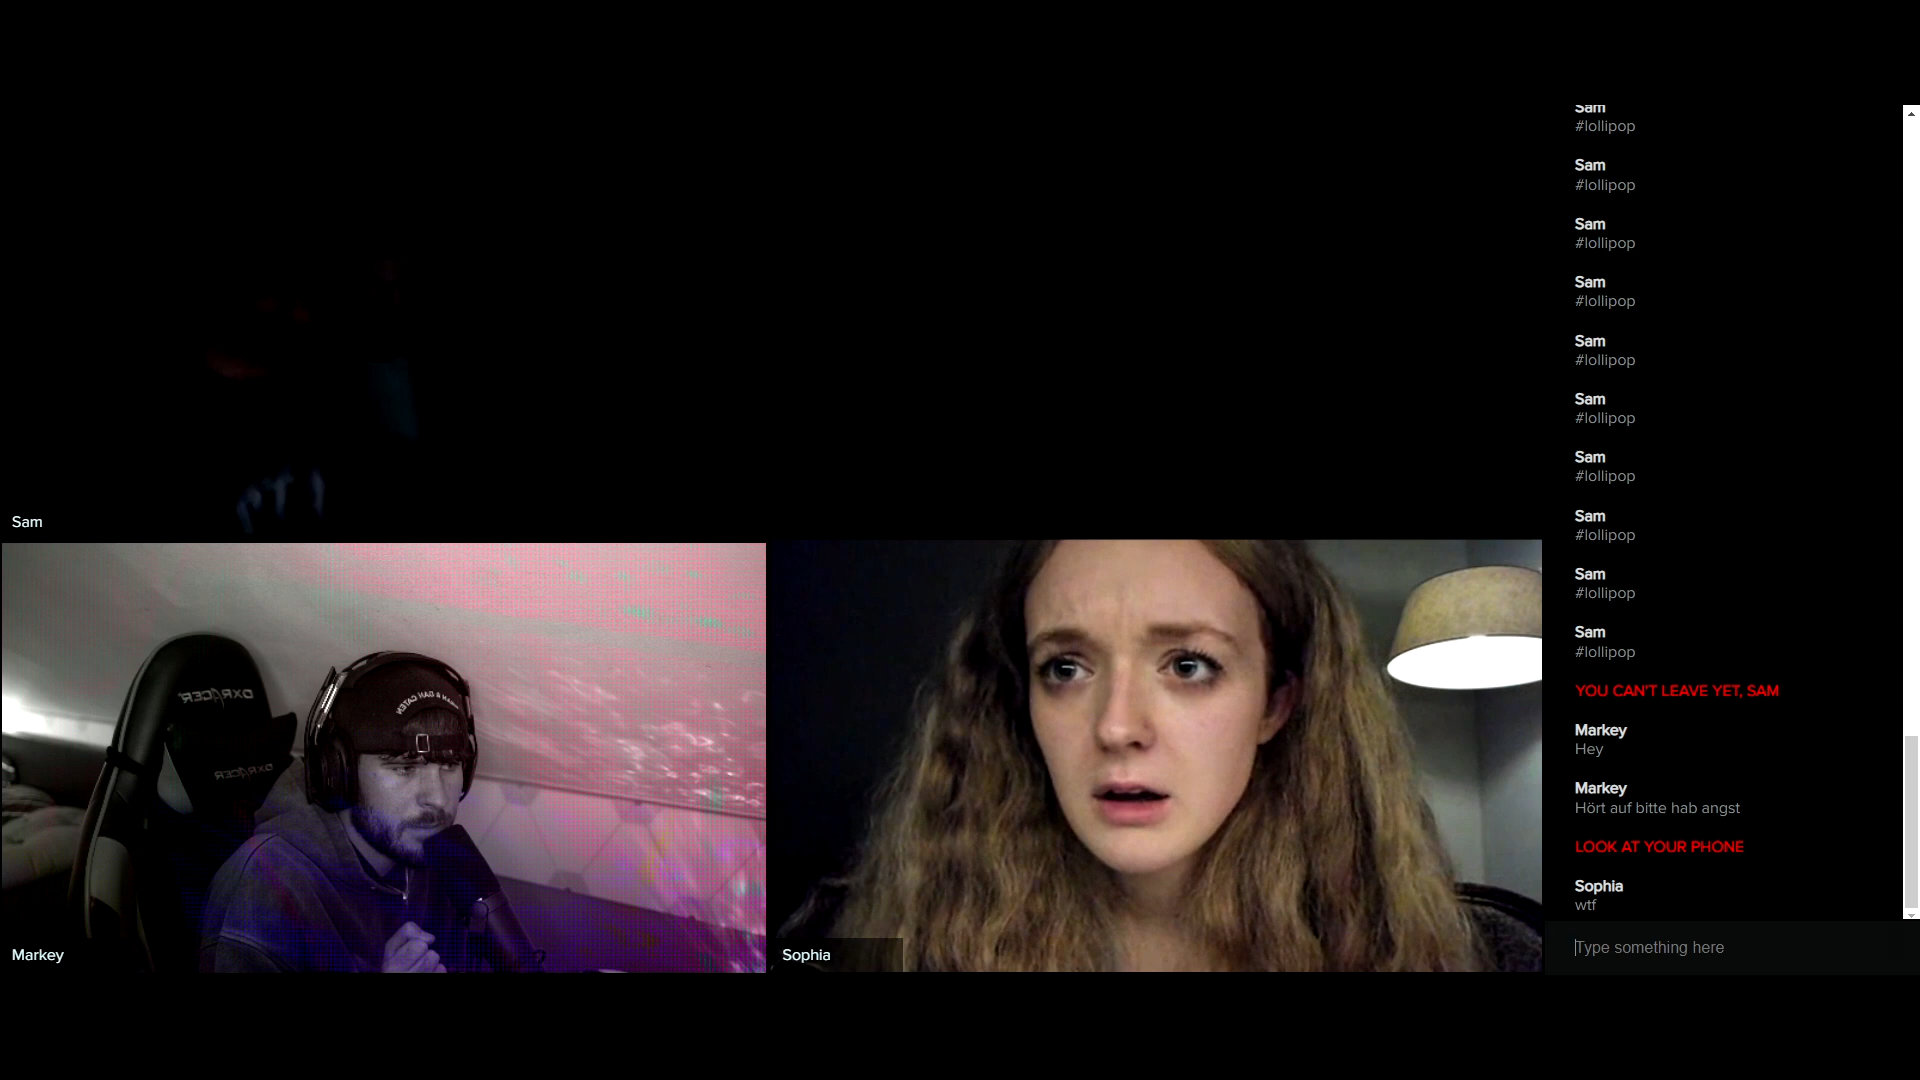 Sam
#lollipop
Sam
#lollipop
Sam
#lollipop
Sam
#lollipop
Sam
#lollipop
Sam
#lollipop
Sam
#lollipop
Sam
#lollipop
Sam
#lollipop
Sam
#lollipop
YOU CAN'T LEAVE YET, SAM
Markey
Hey
Markey
Hört auf bitte hab angst
LOOK AT YOUR PHONE
Sophia
wtf
Type something here
Sam
OXRACER
OXRACER
Markey
Sophia